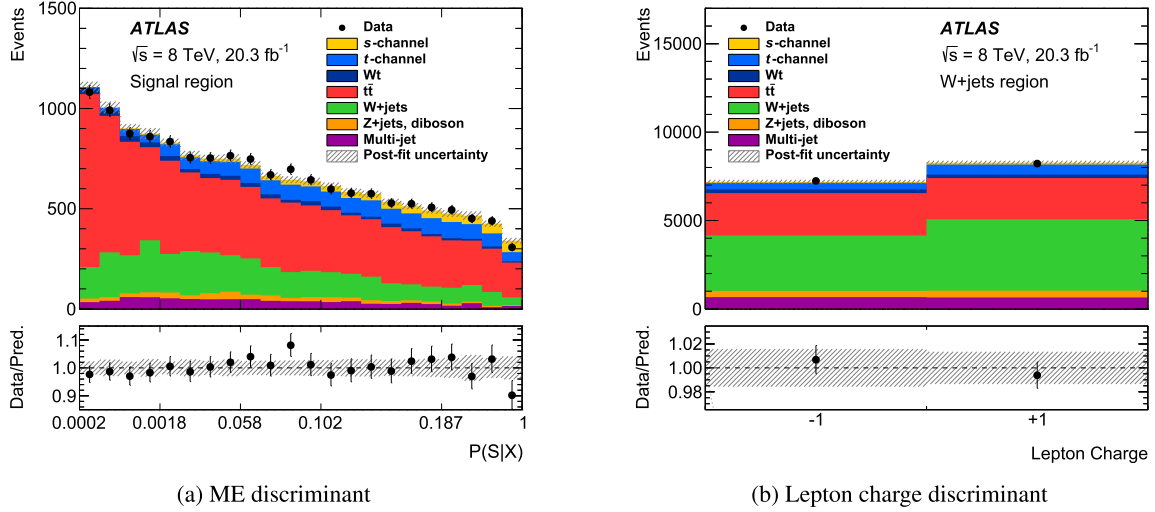 Events
1500
1000
500
0
ATLAS
√s = 8 TeV, 20.3 fb⁻¹
Signal region
Data
s-channel
t-channel
Wt
tt̄
W+jets
Z+jets, diboson
Multi-jet
Post-fit uncertainty
Data/Pred.
1.1
1.0
0.9
0.0002 0.0018 0.058 0.102 0.187 1
P(S|X)
(a) ME discriminant
Events
15000
10000
5000
0
ATLAS
√s = 8 TeV, 20.3 fb⁻¹
W+jets region
Data
s-channel
t-channel
Wt
tt̄
W+jets
Z+jets, diboson
Multi-jet
Post-fit uncertainty
Data/Pred.
1.02
1.00
0.98
-1 +1
Lepton Charge
(b) Lepton charge discriminant